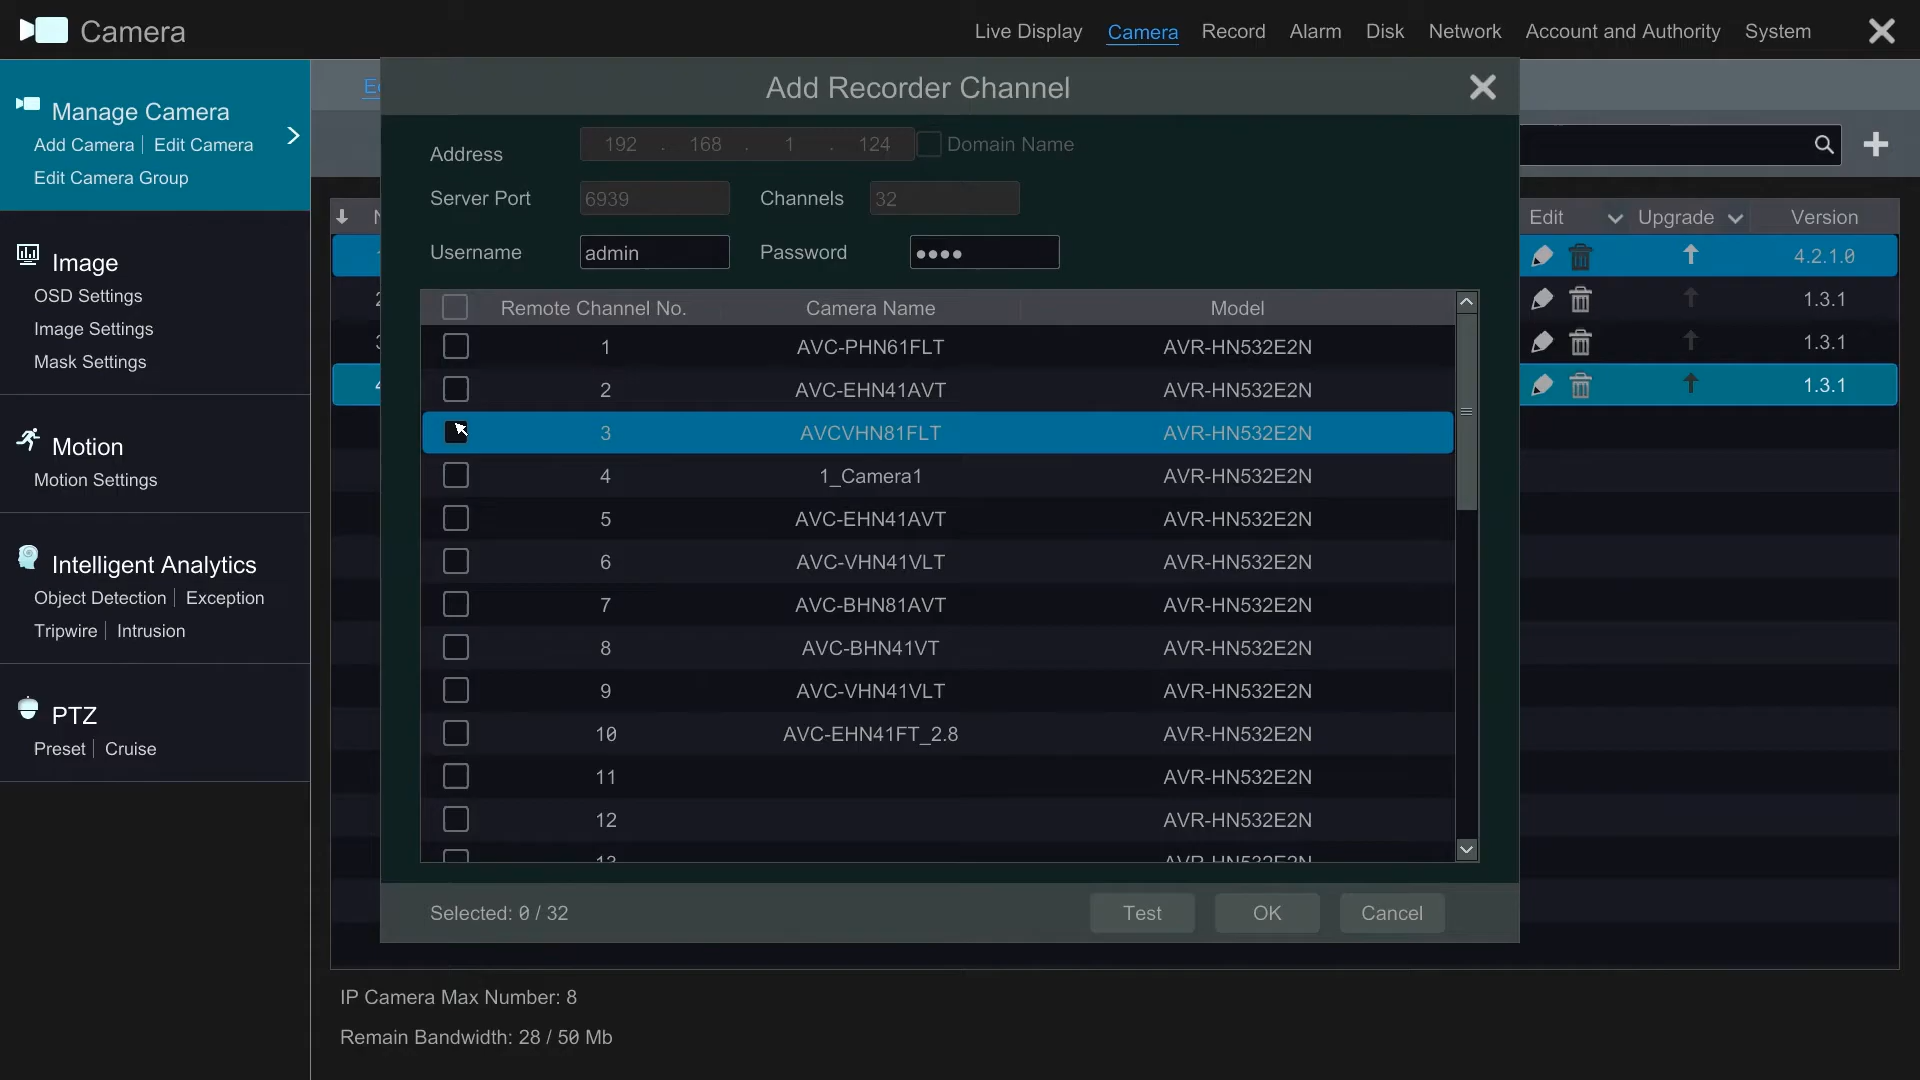 Camera
Live Display Camera Record Alarm Disk Network Account and Authority System
Manage Camera
Add Camera | Edit Camera
Edit Camera Group
Image
OSD Settings
Image Settings
Mask Settings
Motion
Motion Settings
Intelligent Analytics
Object Detection | Exception
Tripwire | Intrusion
PTZ
Preset | Cruise
Add Recorder Channel
Address 192 . 168 . 1 . 124 Domain Name
Server Port 6939 Channels 32
Username admin Password ●●●●
Remote Channel No. Camera Name Model
1 AVC-PHN61FLT AVR-HN532E2N
2 AVC-EHN41AVT AVR-HN532E2N
3 AVCVHN81FLT AVR-HN532E2N
4 1_Camera1 AVR-HN532E2N
5 AVC-EHN41AVT AVR-HN532E2N
6 AVC-VHN41VLT AVR-HN532E2N
7 AVC-BHN81AVT AVR-HN532E2N
8 AVC-BHN41VT AVR-HN532E2N
9 AVC-VHN41VLT AVR-HN532E2N
10 AVC-EHN41FT_2.8 AVR-HN532E2N
11 AVR-HN532E2N
12 AVR-HN532E2N
13 AVR-HN532E2N
Selected: 0 / 32
Test OK Cancel
Edit Upgrade Version
4.2.1.0
1.3.1
1.3.1
1.3.1
IP Camera Max Number: 8
Remain Bandwidth: 28 / 50 Mb